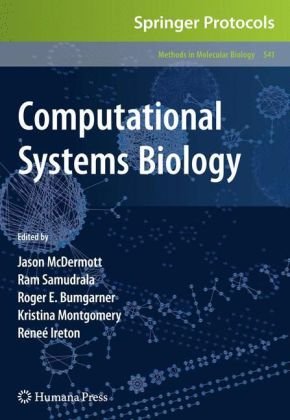 Springer Protocols
Methods in Molecular Biology 541
Computational
Systems Biology
Edited by
Jason McDermott
Ram Samudrala
Roger E. Bumgarner
Kristina Montgomery
Reneé Ireton
Humana Press